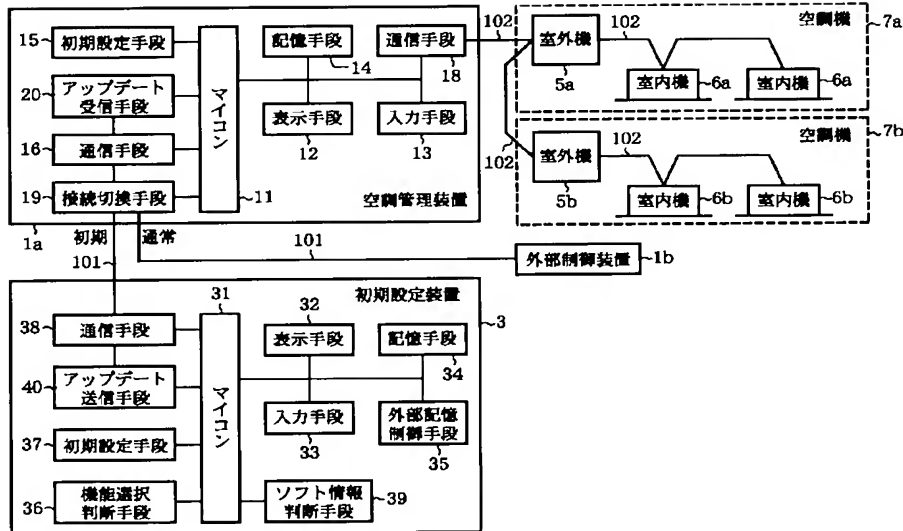 15
初期設定手段
20
アップデート
受信手段
16
通信手段
19
接続切換手段
マイコン
11
記憶手段
14
通信手段
18
表示手段
12
入力手段
13
空調管理装置
1a
初期
通常
101
101
102
空調機
7a
室外機
5a
102
室内機
6a
室内機
6a
102
空調機
7b
室外機
5b
102
室内機
6b
室内機
6b
外部制御装置
1b
初期設定装置
3
38
通信手段
40
アップデート
送信手段
37
初期設定手段
36
機能選択
判断手段
31
マイコン
32
表示手段
記憶手段
34
入力手段
33
外部記憶
制御手段
35
ソフト情報
判断手段
39